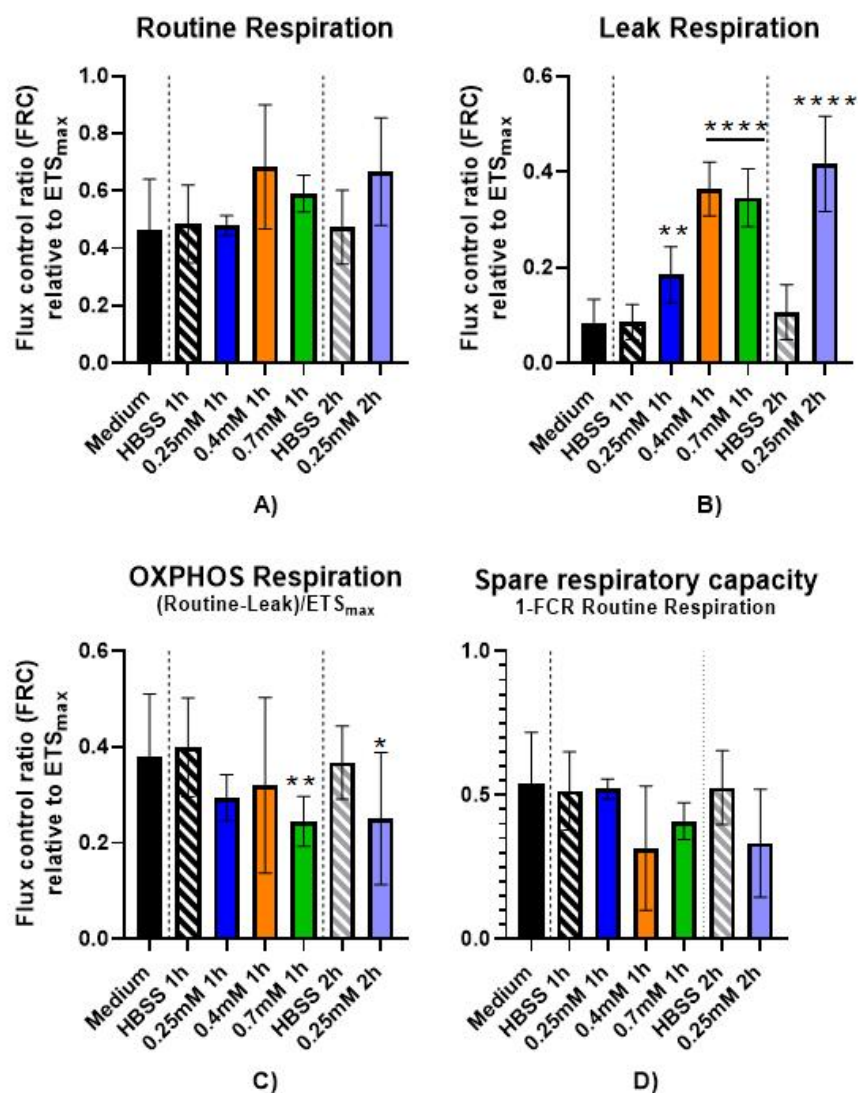 Routine Respiration
Flux control ratio (FRC)
relative to ETSmax
1.0
0.8
0.6
0.4
0.2
0.0
Medium
HBSS 1h
0.25mM 1h
0.4mM 1h
0.7mM 1h
HBSS 2h
0.25mM 2h
A)
Leak Respiration
Flux control ratio (FRC)
relative to ETSmax
0.6
0.4
0.2
0.0
**
****
****
Medium
HBSS 1h
0.25mM 1h
0.4mM 1h
0.7mM 1h
HBSS 2h
0.25mM 2h
B)
OXPHOS Respiration
(Routine-Leak)/ETSmax
Flux control ratio (FRC)
relative to ETSmax
0.6
0.4
0.2
0.0
**
*
Medium
HBSS 1h
0.25mM 1h
0.4mM 1h
0.7mM 1h
HBSS 2h
0.25mM 2h
C)
Spare respiratory capacity
1-FCR Routine Respiration
1.0
0.5
0.0
Medium
HBSS 1h
0.25mM 1h
0.4mM 1h
0.7mM 1h
HBSS 2h
0.25mM 2h
D)